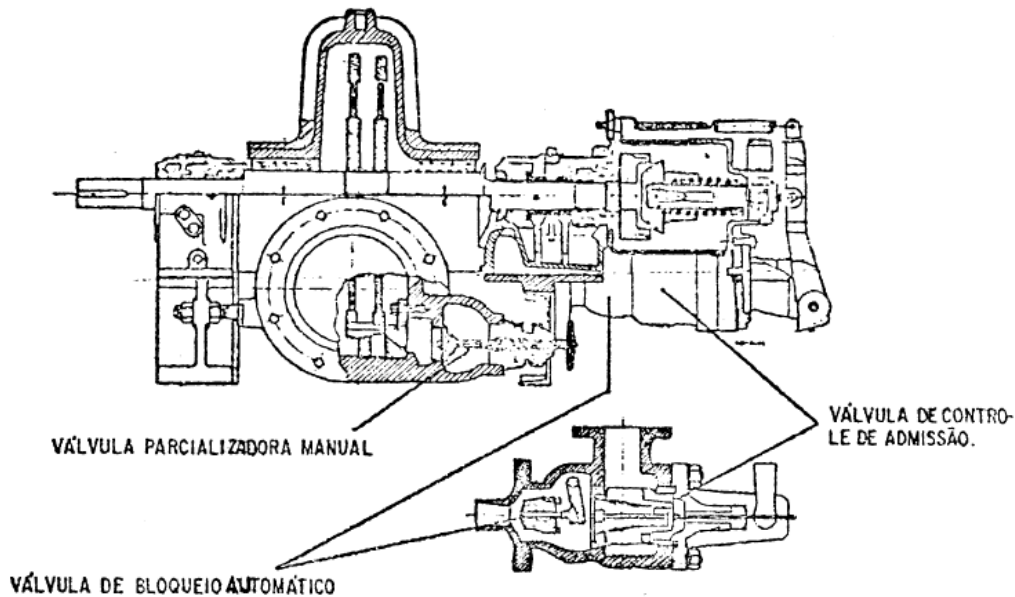 VÁLVULA DE CONTRO-
LE DE ADMISSÃO.
VÁLVULA PARCIALIZADORA MANUAL
VÁLVULA DE BLOQUEIO AUTOMÁTICO